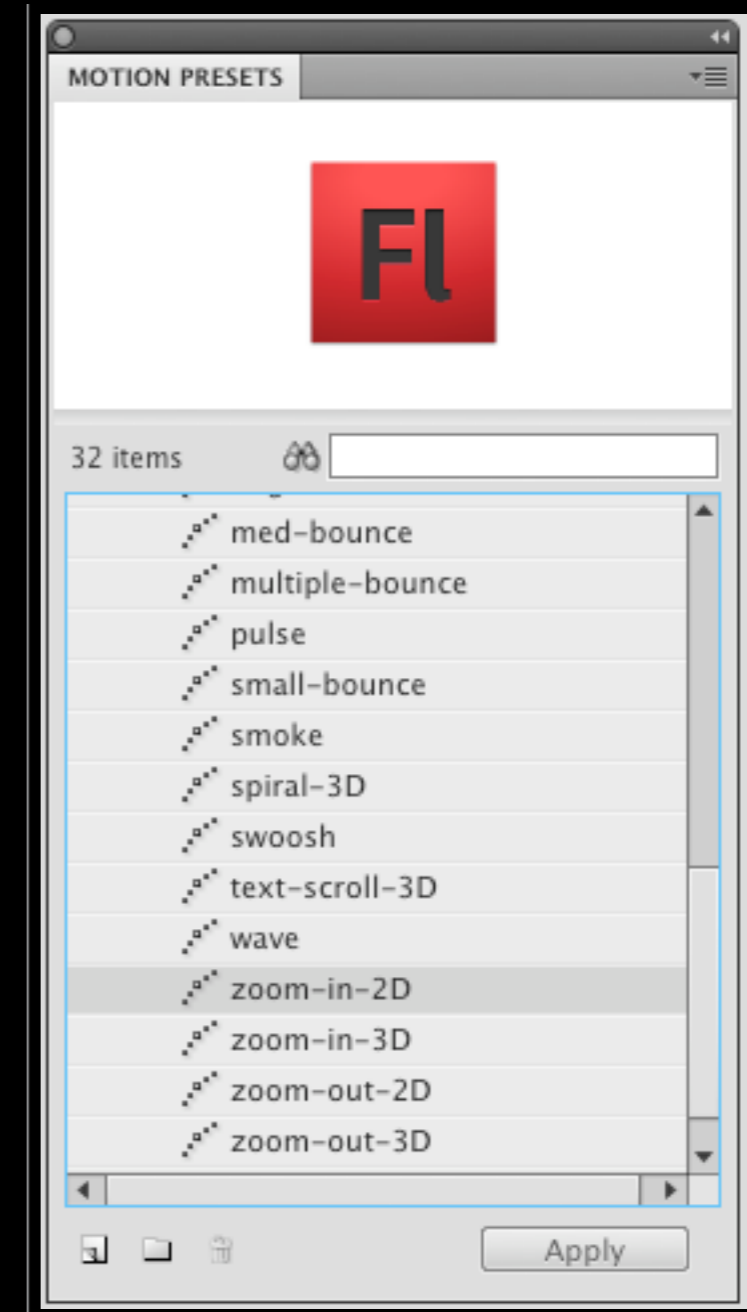 MOTION PRESETS
Fl
32 items
med-bounce
multiple-bounce
pulse
small-bounce
smoke
spiral-3D
swoosh
text-scroll-3D
wave
zoom-in-2D
zoom-in-3D
zoom-out-2D
zoom-out-3D
Apply